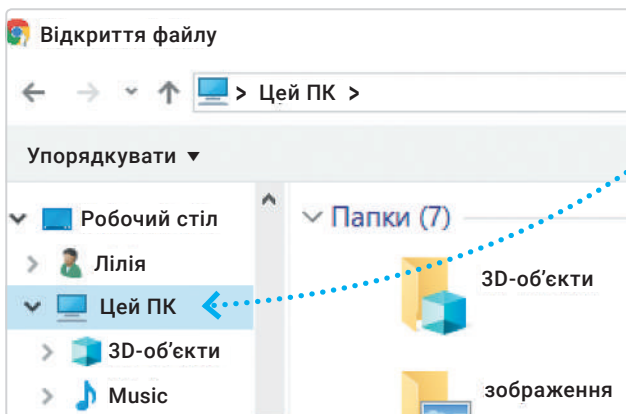 Відкриття файлу
> Цей ПК >
Упорядкувати ▾
Робочий стіл
Лілія
Цей ПК
3D-об'єкти
Music
Папки (7)
3D-об'єкти
зображення